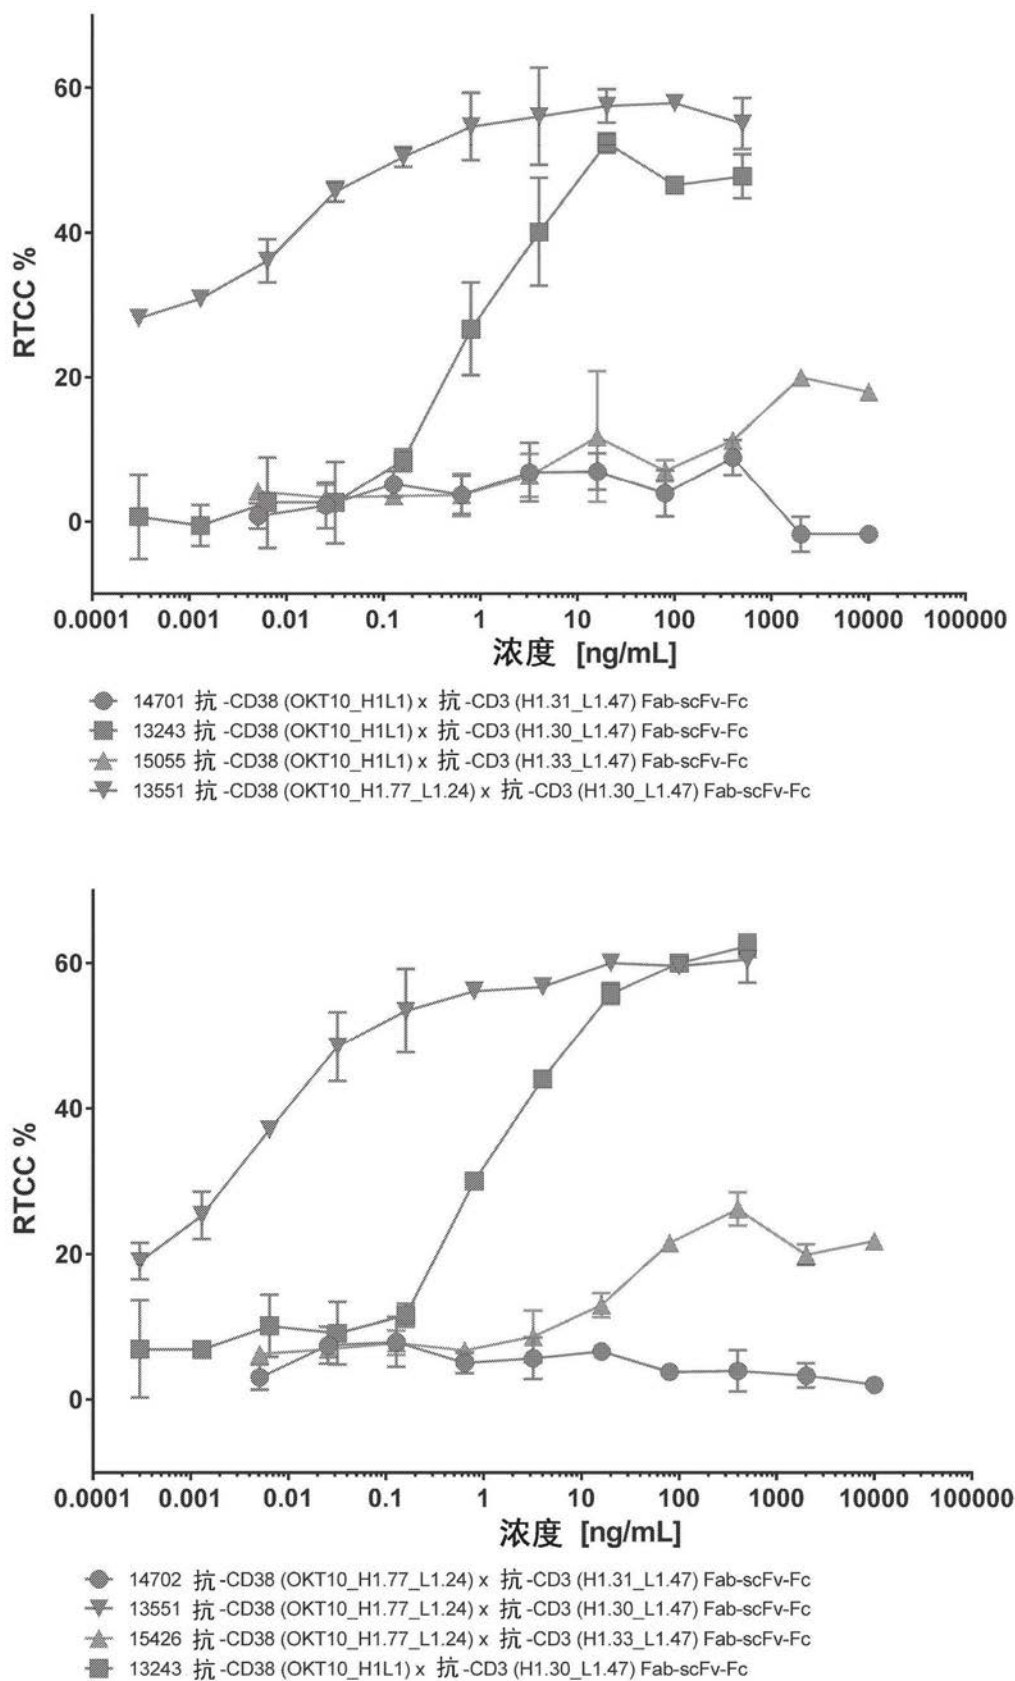 RTCC %
60
40
20
0
0.0001 0.001 0.01 0.1 1 10 100 1000 10000 100000
浓度 [ng/mL]
14701 抗 -CD38 (OKT10_H1L1) x 抗 -CD3 (H1.31_L1.47) Fab-scFv-Fc
13243 抗 -CD38 (OKT10_H1L1) x 抗 -CD3 (H1.30_L1.47) Fab-scFv-Fc
15055 抗 -CD38 (OKT10_H1L1) x 抗 -CD3 (H1.33_L1.47) Fab-scFv-Fc
13551 抗 -CD38 (OKT10_H1.77_L1.24) x 抗 -CD3 (H1.30_L1.47) Fab-scFv-Fc
RTCC %
60
40
20
0
0.0001 0.001 0.01 0.1 1 10 100 1000 10000 100000
浓度 [ng/mL]
14702 抗 -CD38 (OKT10_H1.77_L1.24) x 抗 -CD3 (H1.31_L1.47) Fab-scFv-Fc
13551 抗 -CD38 (OKT10_H1.77_L1.24) x 抗 -CD3 (H1.30_L1.47) Fab-scFv-Fc
15426 抗 -CD38 (OKT10_H1.77_L1.24) x 抗 -CD3 (H1.33_L1.47) Fab-scFv-Fc
13243 抗 -CD38 (OKT10_H1L1) x 抗 -CD3 (H1.30_L1.47) Fab-scFv-Fc